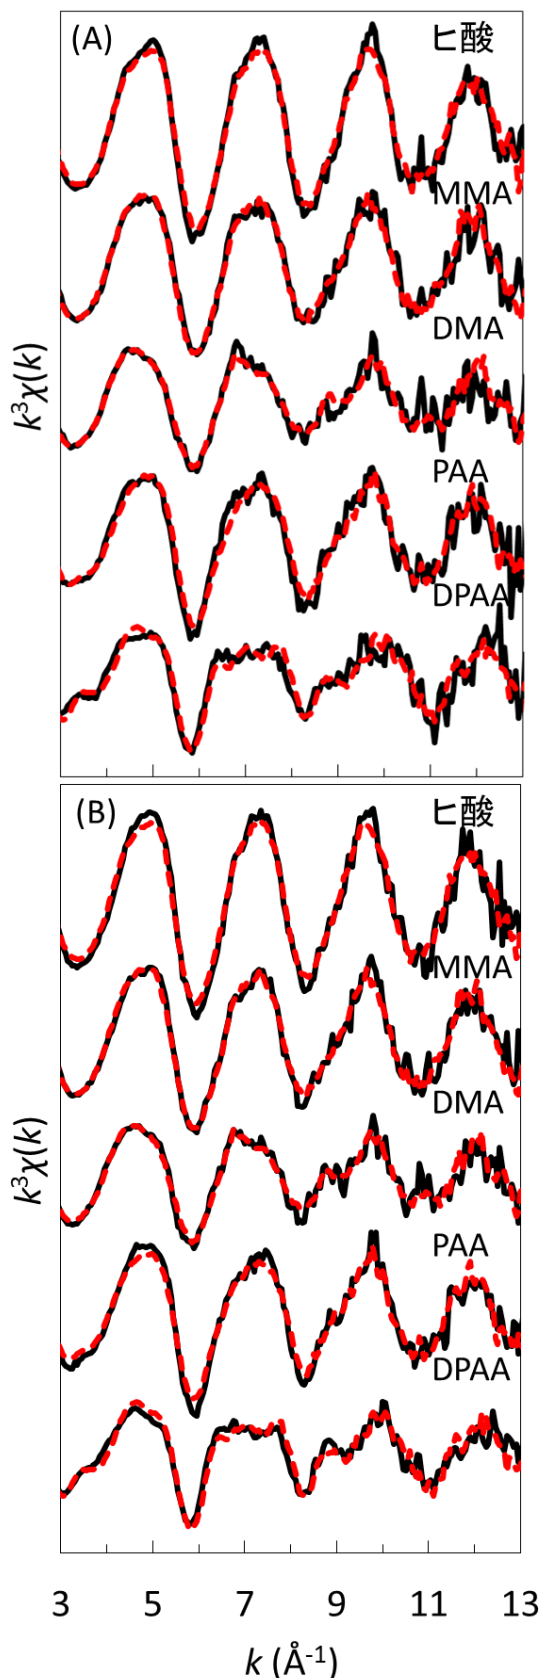 (A)
ヒ酸
MMA
DMA
PAA
DPAA
k³χ(k)
(B)
ヒ酸
MMA
DMA
PAA
DPAA
k³χ(k)
3 5 7 9 11 13
k (Å⁻¹)